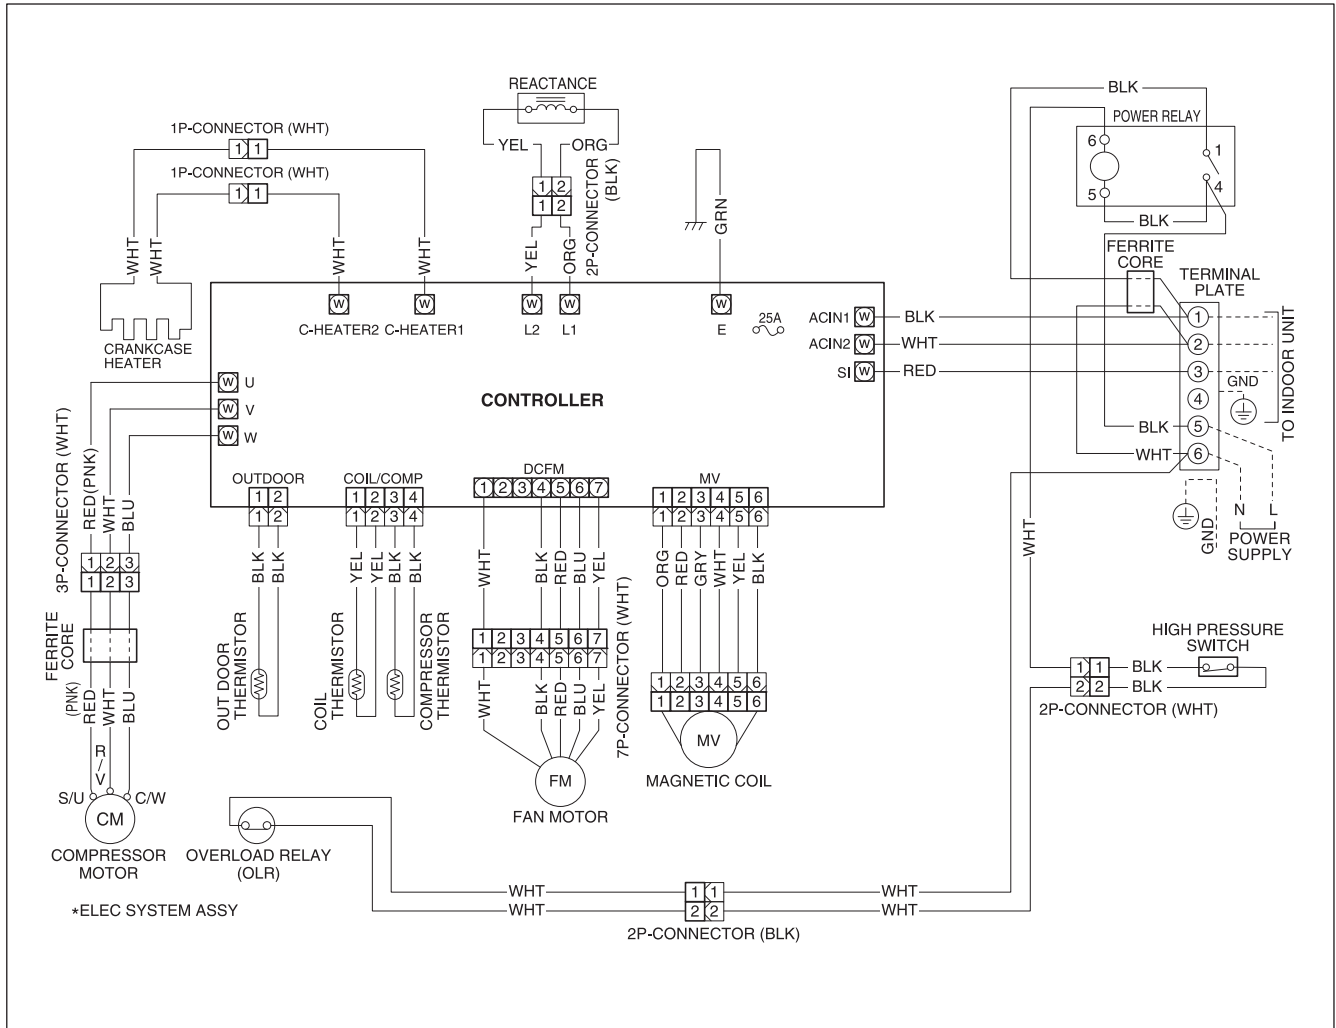 REACTANCE
YEL
ORG
1 2
1 2
2P-CONNECTOR
(BLK)
YEL
ORG
1P-CONNECTOR (WHT)
1 1
1P-CONNECTOR (WHT)
1 1
WHT
WHT
WHT
WHT
CRANKCASE
HEATER
GRN
BLK
POWER RELAY
6
5
1
4
BLK
FERRITE
CORE
TERMINAL
PLATE
W
C-HEATER2
W
C-HEATER1
W
L2
W
L1
W
E
25A
ACIN1 W BLK
ACIN2 W WHT
SI W RED
1
2
3
4
5
6
GND
TO INDOOR UNIT
BLK
WHT
N L
POWER
SUPPLY
GND
CONTROLLER
W U
W V
W W
3P-CONNECTOR (WHT)
RED(PNK)
WHT
BLU
1 2 3
1 2 3
FERRITE
CORE
(PNK)
RED
WHT
BLU
R
/
V
S/U
C/W
CM
COMPRESSOR
MOTOR
OUTDOOR
1 2
1 2
BLK
BLK
OUT DOOR
THERMISTOR
COIL/COMP
1 2 3 4
1 2 3 4
YEL
YEL
BLK
BLK
COIL
THERMISTOR
COMPRESSOR
THERMISTOR
DCFM
1 2 3 4 5 6 7
WHT
BLK
RED
BLU
YEL
1 2 3 4 5 6 7
1 2 3 4 5 6 7
7P-CONNECTOR (WHT)
WHT
BLK
RED
BLU
YEL
FM
FAN MOTOR
MV
1 2 3 4 5 6
1 2 3 4 5 6
ORG
RED
GRY
WHT
YEL
BLK
1 2 3 4 5 6
1 2 3 4 5 6
MV
MAGNETIC COIL
WHT
HIGH PRESSURE
SWITCH
1 1 BLK
2 2 BLK
2P-CONNECTOR (WHT)
OVERLOAD RELAY
(OLR)
WHT 1 1 WHT
WHT 2 2 WHT
2P-CONNECTOR (BLK)
*ELEC SYSTEM ASSY